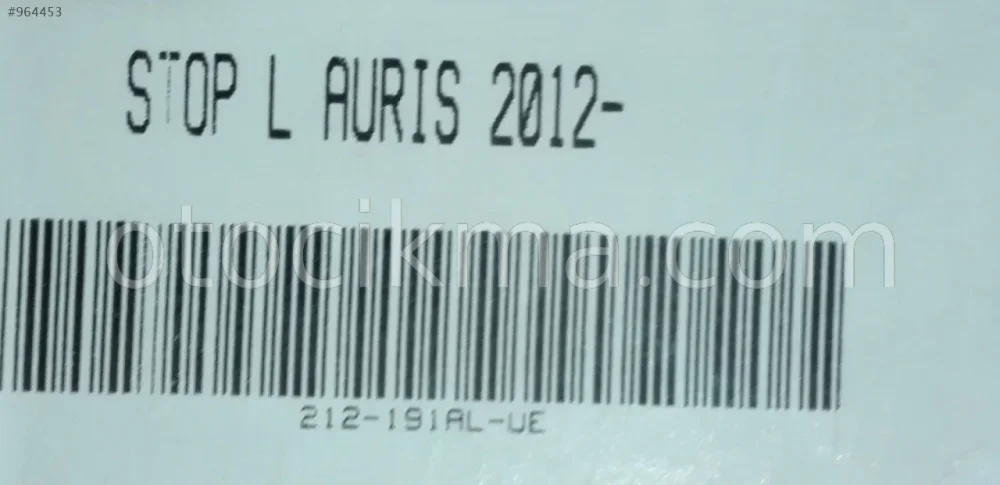 #964453
STOP L AURIS 2012-
otocikma.com
212-191AL-UE